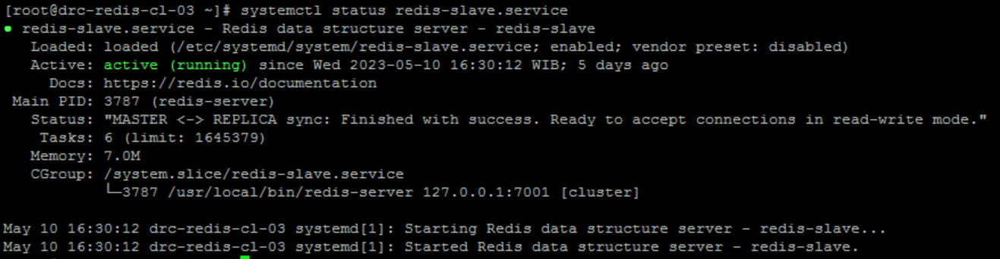 [root@drc-redis-cl-03 ~]# systemctl status redis-slave.service
● redis-slave.service - Redis data structure server - redis-slave
   Loaded: loaded (/etc/systemd/system/redis-slave.service; enabled; vendor preset: disabled)
   Active: active (running) since Wed 2023-05-10 16:30:12 WIB; 5 days ago
     Docs: https://redis.io/documentation
 Main PID: 3787 (redis-server)
   Status: "MASTER <-> REPLICA sync: Finished with success. Ready to accept connections in read-write mode."
    Tasks: 6 (limit: 1645379)
   Memory: 7.0M
   CGroup: /system.slice/redis-slave.service
           └─3787 /usr/local/bin/redis-server 127.0.0.1:7001 [cluster]
May 10 16:30:12 drc-redis-cl-03 systemd[1]: Starting Redis data structure server - redis-slave...
May 10 16:30:12 drc-redis-cl-03 systemd[1]: Started Redis data structure server - redis-slave.